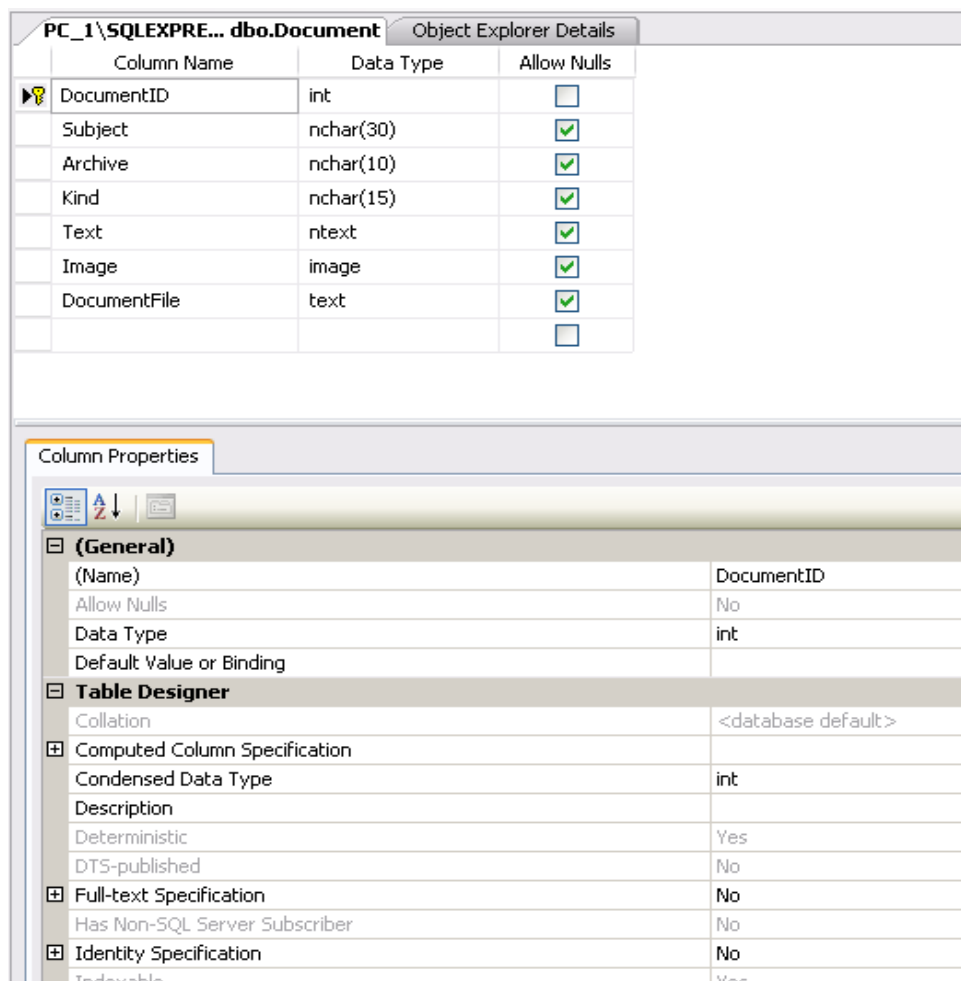 PC_1\SQLEXPRE... dbo.Document Object Explorer Details
Column Name Data Type Allow Nulls
DocumentID int
Subject nchar(30)
Archive nchar(10)
Kind nchar(15)
Text ntext
Image image
DocumentFile text
Column Properties
(General)
(Name) DocumentID
Allow Nulls No
Data Type int
Default Value or Binding
Table Designer
Collation <database default>
Computed Column Specification
Condensed Data Type int
Description
Deterministic Yes
DTS-published No
Full-text Specification No
Has Non-SQL Server Subscriber No
Identity Specification No
Indexable Yes